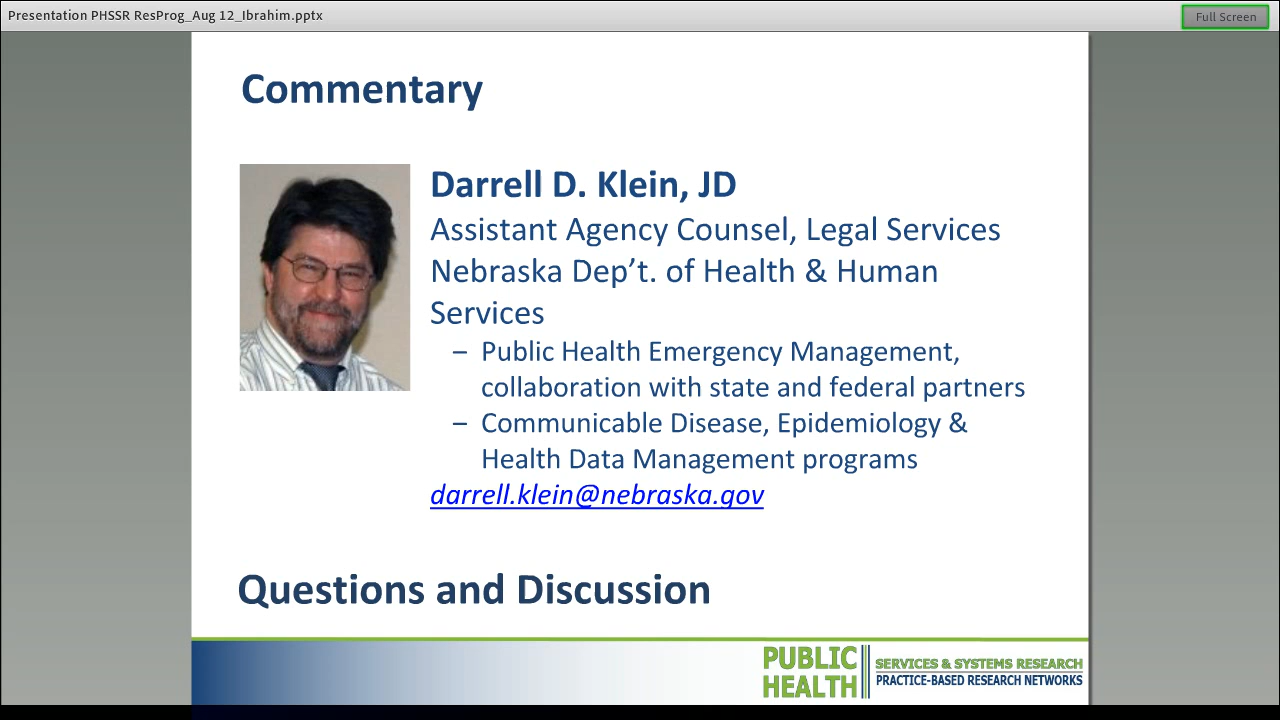 Presentation PHSSR ResProg_Aug 12_Ibrahim.pptx
Full Screen
Commentary
Darrell D. Klein, JD
Assistant Agency Counsel, Legal Services
Nebraska Dep’t. of Health & Human
Services
– Public Health Emergency Management,
collaboration with state and federal partners
– Communicable Disease, Epidemiology &
Health Data Management programs
darrell.klein@nebraska.gov
Questions and Discussion
PUBLIC
HEALTH
SERVICES & SYSTEMS RESEARCH
PRACTICE-BASED RESEARCH NETWORKS